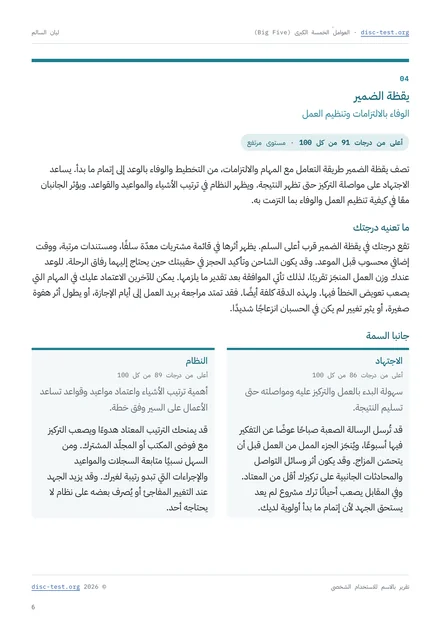 disc-test.org · العوامل الخمسة الكبرى (Big Five)
ليان السالم
04
يقظة الضمير
الوفاء بالالتزامات وتنظيم العمل
أعلى من درجات 91 من كل 100 · مستوى مرتفع
تصف يقظة الضمير طريقة التعامل مع المهام والالتزامات، من التخطيط والوفاء بالوعد إلى إتمام ما بدأ. يساعد
الاجتهاد على مواصلة التركيز حتى تظهر النتيجة. ويظهر النظام في ترتيب الأشياء والمواعيد والقواعد. ويؤثر الجانبان
معًا في كيفية تنظيم العمل والوفاء بما التزمت به.
ما تعنيه درجتك
تقع درجتك في يقظة الضمير قرب أعلى السلم. يظهر أثرها في قائمة مشتريات معدّة سلفًا، ومستندات مرتبة، ووقت
إضافي محسوب قبل الموعد. وقد يكون الشاحن وتأكيد الحجز في حقيبتك حين يحتاج إليهما رفاق الرحلة. للوعد
عندك وزن العمل المنجَز تقريبًا، لذلك تأتي الموافقة بعد تقدير ما يلزمها. يمكن للآخرين الاعتماد عليك في المهام التي
يصعب تعويض الخطأ فيها. ولهذه الدقة كلفة أيضًا. فقد تمتد مراجعة بريد العمل إلى أيام الإجازة، أو يطول أثر هفوة
صغيرة، أو يثير تغيير لم يكن في الحسبان انزعاجًا شديدًا.
جانبا السمة
الاجتهاد
أعلى من درجات 86 من كل 100
سهولة البدء بالعمل والتركيز عليه ومواصلته حتى
تسليم النتيجة.
قد تُرسل الرسالة الصعبة صباحًا عوضًا عن التفكير
فيها أسبوعًا، ويُنجَز الجزء الممل من العمل قبل أن
يتحسّن المزاج. وقد يكون أثر وسائل التواصل
والمحادثات الجانبية على تركيزك أقل من المعتاد.
وفي المقابل يصعب أحيانًا ترك مشروع لم يعد
يستحق الجهد لأن إتمام ما بدأ أولوية لديك.
النظام
أعلى من درجات 89 من كل 100
أهمية ترتيب الأشياء واعتماد مواعيد وقواعد تساعد
الأعمال على السير وفق خطة.
قد يمنحك الترتيب المعتاد هدوءًا ويصعب التركيز
مع فوضى المكتب أو المجلّد المشترك. ومن
السهل نسبيًا متابعة السجلات والمواعيد
والإجراءات التي تبدو رتيبة لغيرك. وقد يزيد الجهد
عند التغيير المفاجئ أو يُصرف بعضه على نظام لا
يحتاجه أحد.
تقرير بالاسم للاستخدام الشخصي
disc-test.org 2026 ©
6